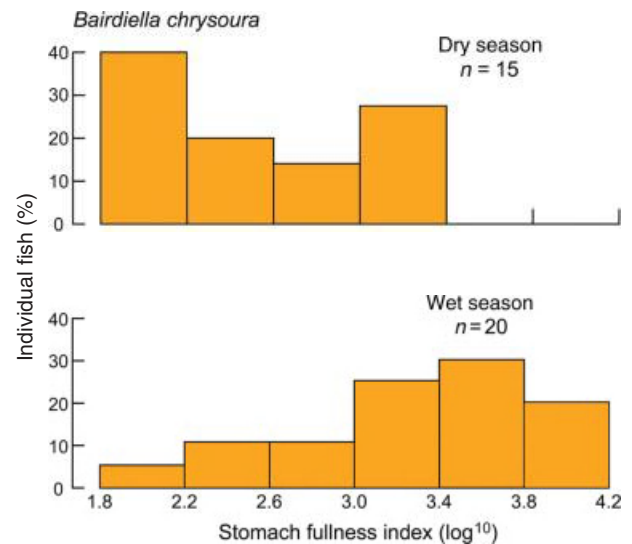 Bairdiella chrysoura
Dry season
n = 15
40
30
20
10
0
Individual fish (%)
Wet season
n = 20
40
30
20
10
0
1.8 2.2 2.6 3.0 3.4 3.8 4.2
Stomach fullness index (log¹⁰)